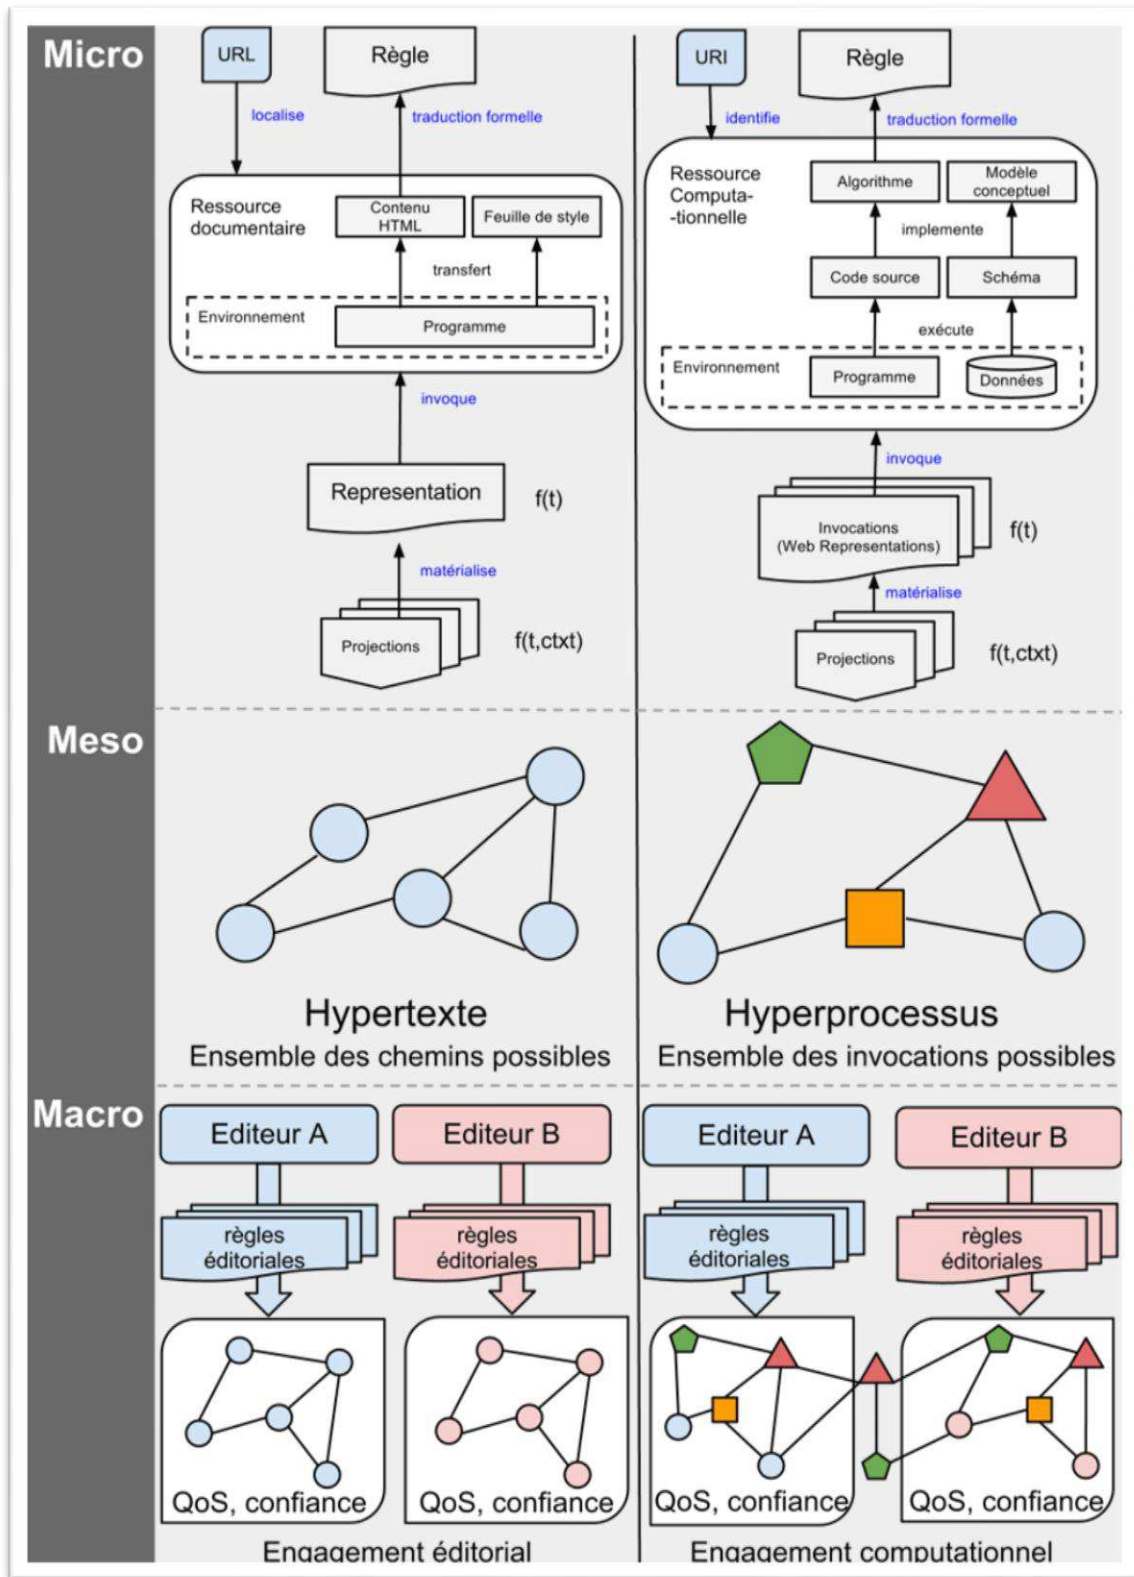 Micro
URL
Règle
localise
traduction formelle
Ressource
documentaire
Contenu
HTML
Feuille de style
transfert
Environnement
Programme
invoque
Representation
f(t)
matérialise
Projections
f(t,ctxt)
URI
Règle
identifie
traduction formelle
Ressource
Computa-
-tionnelle
Algorithme
Modèle
conceptuel
implemente
Code source
Schéma
exécute
Environnement
Programme
Données
invoque
Invocations
(Web Representations)
f(t)
matérialise
Projections
f(t,ctxt)
Meso
Hypertexte
Ensemble des chemins possibles
Hyperprocessus
Ensemble des invocations possibles
Macro
Editeur A
Editeur B
règles
éditoriales
règles
éditoriales
QoS, confiance
QoS, confiance
Engagement éditorial
Editeur A
Editeur B
règles
éditoriales
règles
éditoriales
QoS, confiance
QoS, confiance
Engagement computationnel